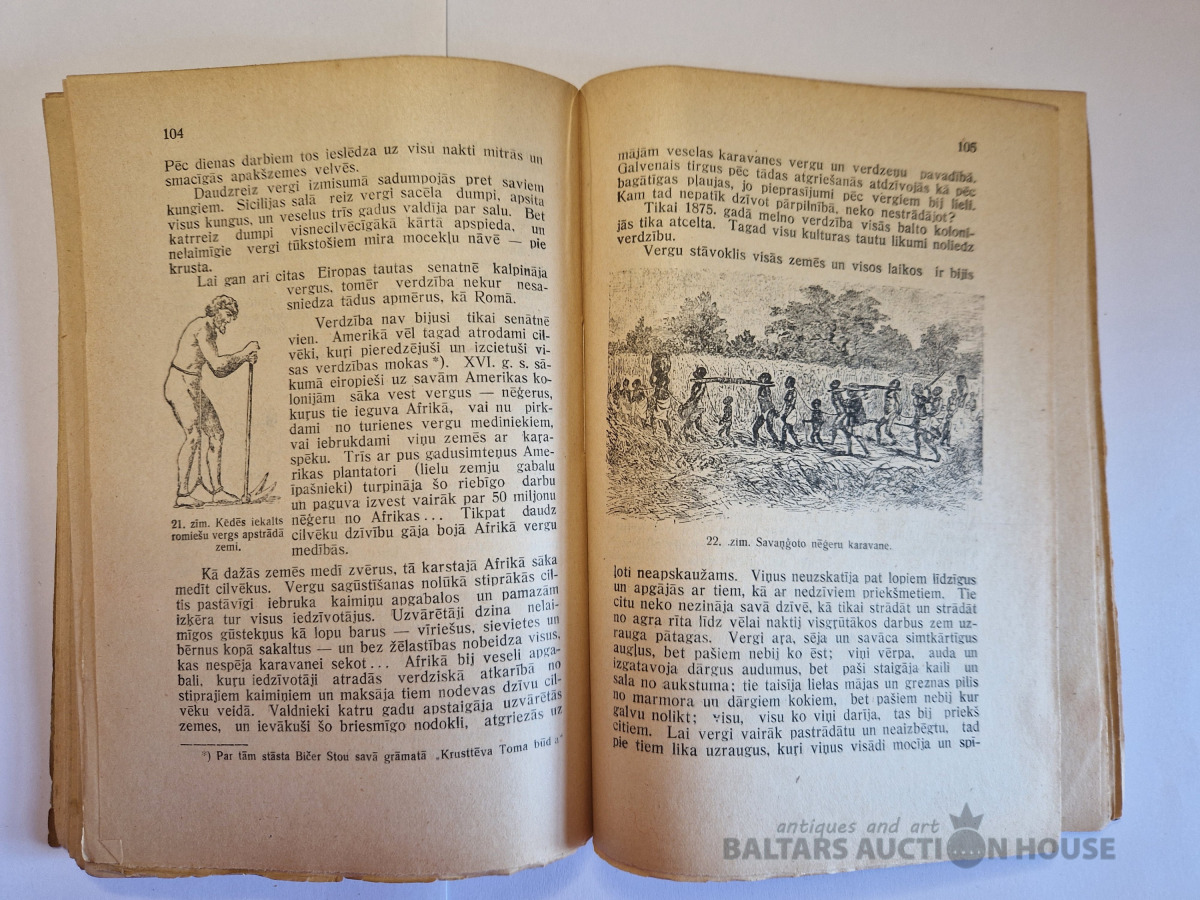 104
Pēc dienas darbiem tos ieslēdza uz visu nakti mitrās un
smacīgās apakšzemes velvēs.
Daudzreiz vergi izmisumā sadumpojās pret saviem
kungiem. Sicilijas salā reiz vergi sacēla dumpi, apsita
visus kungus, un veselus trīs gadus valdīja par salu. Bet
katrreiz dumpi visnecilvēcīgākā kārtā apspieda, un
nelaimīgie vergi tūkstošiem mira mocekļu nāvē — pie
krusta.
Lai gan ari citas Eiropas tautas senatnē kalpināja
vergus, tomēr verdzība nekur nesa-
sniedza tādus apmērus, kā Romā.
Verdzība nav bijusi tikai senātnē
vien. Amerikā vēl tagad atrodami cil-
vēki, kuŗi pieredzējuši un izcietuši vi-
sas verdzības mokas *). XVI. g. s. sā-
kumā eiropieši uz savām Amerikas ko-
lonijām sāka vest vergus — nēģerus,
kuŗus tie ieguva Afrikā, vai nu pirk-
dami no turienes vergu mediniekiem,
vai iebrukdami viņu zemēs ar kaŗa-
spēku. Trīs ar pus gadusimteņus Ame-
rikas plantatori (lielu zemju gabalu
īpašnieki) turpināja šo riebīgo darbu
un paguva izvest vairāk par 50 miljonu
nēģeru no Afrikas... Tikpat daudz
cilvēku dzīvību gāja bojā Afrikā vergu
medībās.
21. zim. Ķēdēs iekalts
romiešu vergs apstrādā
zemi.
Kā dažās zemēs medī zvērus, tā karstajā Afrikā sāka
medīt cilvēkus. Vergu sagūstīšanas nolūkā stiprākās cil-
tis pastāvīgi iebruka kaimiņu apgabalos un pamazām
izķēra tur visus iedzīvotājus. Uzvārētāji dzina nelai-
mīgos gūstekņus kā lopu barus — vīriešus, sievietes un
bērnus kopā sakaltus — un bez žēlastības nobeidza visus,
kas nespēja karavanei sekot... Afrikā bij veseli apga-
bali, kuŗu iedzīvotāji atradās verdziskā atkarībā no
stiprajiem kaimiņiem un maksāja tiem nodevas dzīvu cil-
vēku veidā. Valdnieki katru gadu apstaigāja uzvārētās
zemes, un ievākuši šo briesmīgo nodokli, atgriezās uz
*) Par tām stāsta Bičer Stou savā grāmatā „Krusttēva Toma būda“
105
mājām veselas karavanes vergu un verdzeņu pavadībā.
Galvenais tirgus pēc tādas atgriešanās atdzīvojās kā pēc
bagātīgas pļaujas, jo pieprasījumi pēc vergiem bij lieli.
Kam tad nepatīk dzīvot pārpilnībā, neko nestrādājot?
Tikai 1875. gadā melno verdzība visās balto koloni-
jās tika atcelta. Tagad visu kulturas tautu likumi noliedz
verdzību.
Vergu stāvoklis visās zemēs un visos laikos ir bijis
22. zim. Savaņģoto nēģeru karavane.
ļoti neapskaužams. Viņus neuzskatīja pat lopiem līdzīgus
un apgājās ar tiem, kā ar nedzīviem priekšmetiem. Tie
citu neko nezināja savā dzīvē, kā tikai strādāt un strādāt
no agra rīta līdz vēlai naktij visgŗūtākos darbus zem uz-
rauga pātagas. Vergi aŗa, sēja un savāca simtkārtīgus
augļus, bet pašiem nebij ko ēst; viņi vērpa, auda un
izgatavoja dārgus audumus, bet paši staigāja kaili un
sala no aukstuma; tie taisīja lielas mājas un greznas pilis
no marmora un dārgiem kokiem, bet pašiem nebij kur
galvu nolikt; visu, visu ko viņi darīja, tas bij priekš
citiem. Lai vergi vairāk pastrādātu un neaizbēgtu, tad
pie tiem lika uzraugus, kuŗi viņus visādi mocija un spī-
antiques and art
BALTARS AUCTION HOUSE